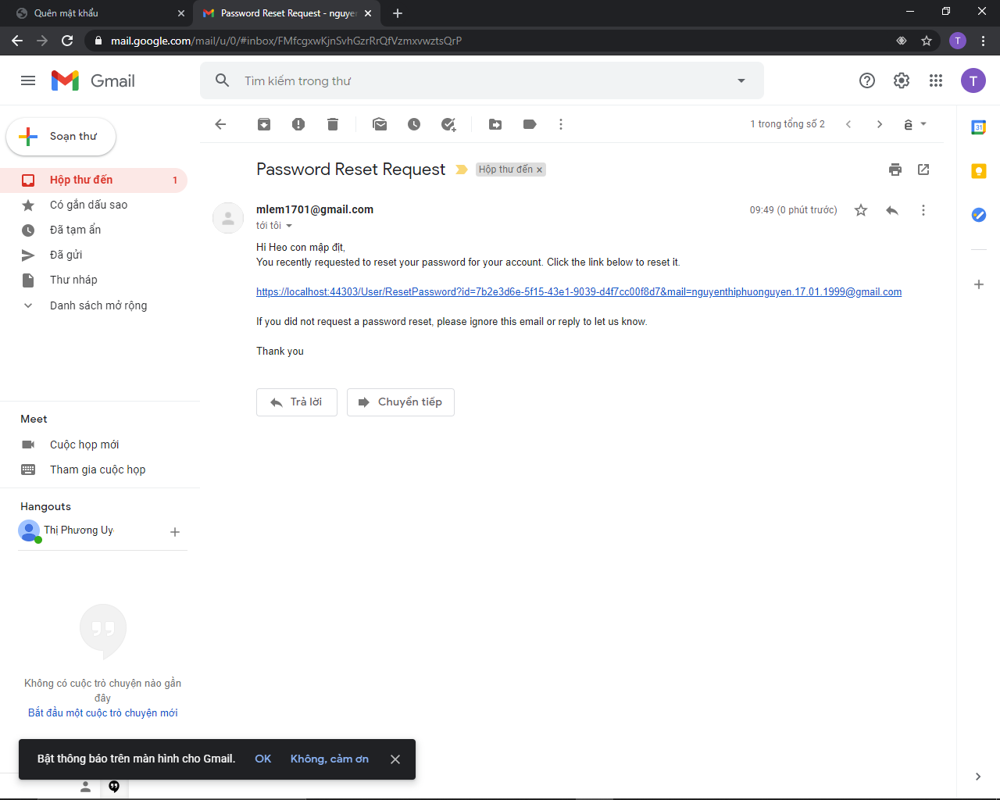 Quên mật khẩu
Password Reset Request - nguyen
mail.google.com/mail/u/0/#inbox/FMfcgxwKjnSvhGzrRrQfVzmxvwztsQrP
T
Gmail
Tìm kiếm trong thư
T
Soạn thư
1 trong tổng số 2
ê
31
Hộp thư đến 1
Có gắn dấu sao
Đã tạm ẩn
Đã gửi
Thư nháp
Danh sách mở rộng
Password Reset Request
Hộp thư đến ×
mlem1701@gmail.com
09:49 (0 phút trước)
tới tôi
Hi Heo con mập địt,
You recently requested to reset your password for your account. Click the link below to reset it.
https://localhost:44303/User/ResetPassword?id=7b2e3d6e-5f15-43e1-9039-d4f7cc00f8d7&mail=nguyenthiphuonguyen.17.01.1999@gmail.com
If you did not request a password reset, please ignore this email or reply to let us know.
Thank you
Trả lời
Chuyển tiếp
Meet
Cuộc họp mới
Tham gia cuộc họp
Hangouts
Thị Phương Uy
Không có cuộc trò chuyện nào gần
đây
Bắt đầu một cuộc trò chuyện mới
Bật thông báo trên màn hình cho Gmail. OK Không, cảm ơn